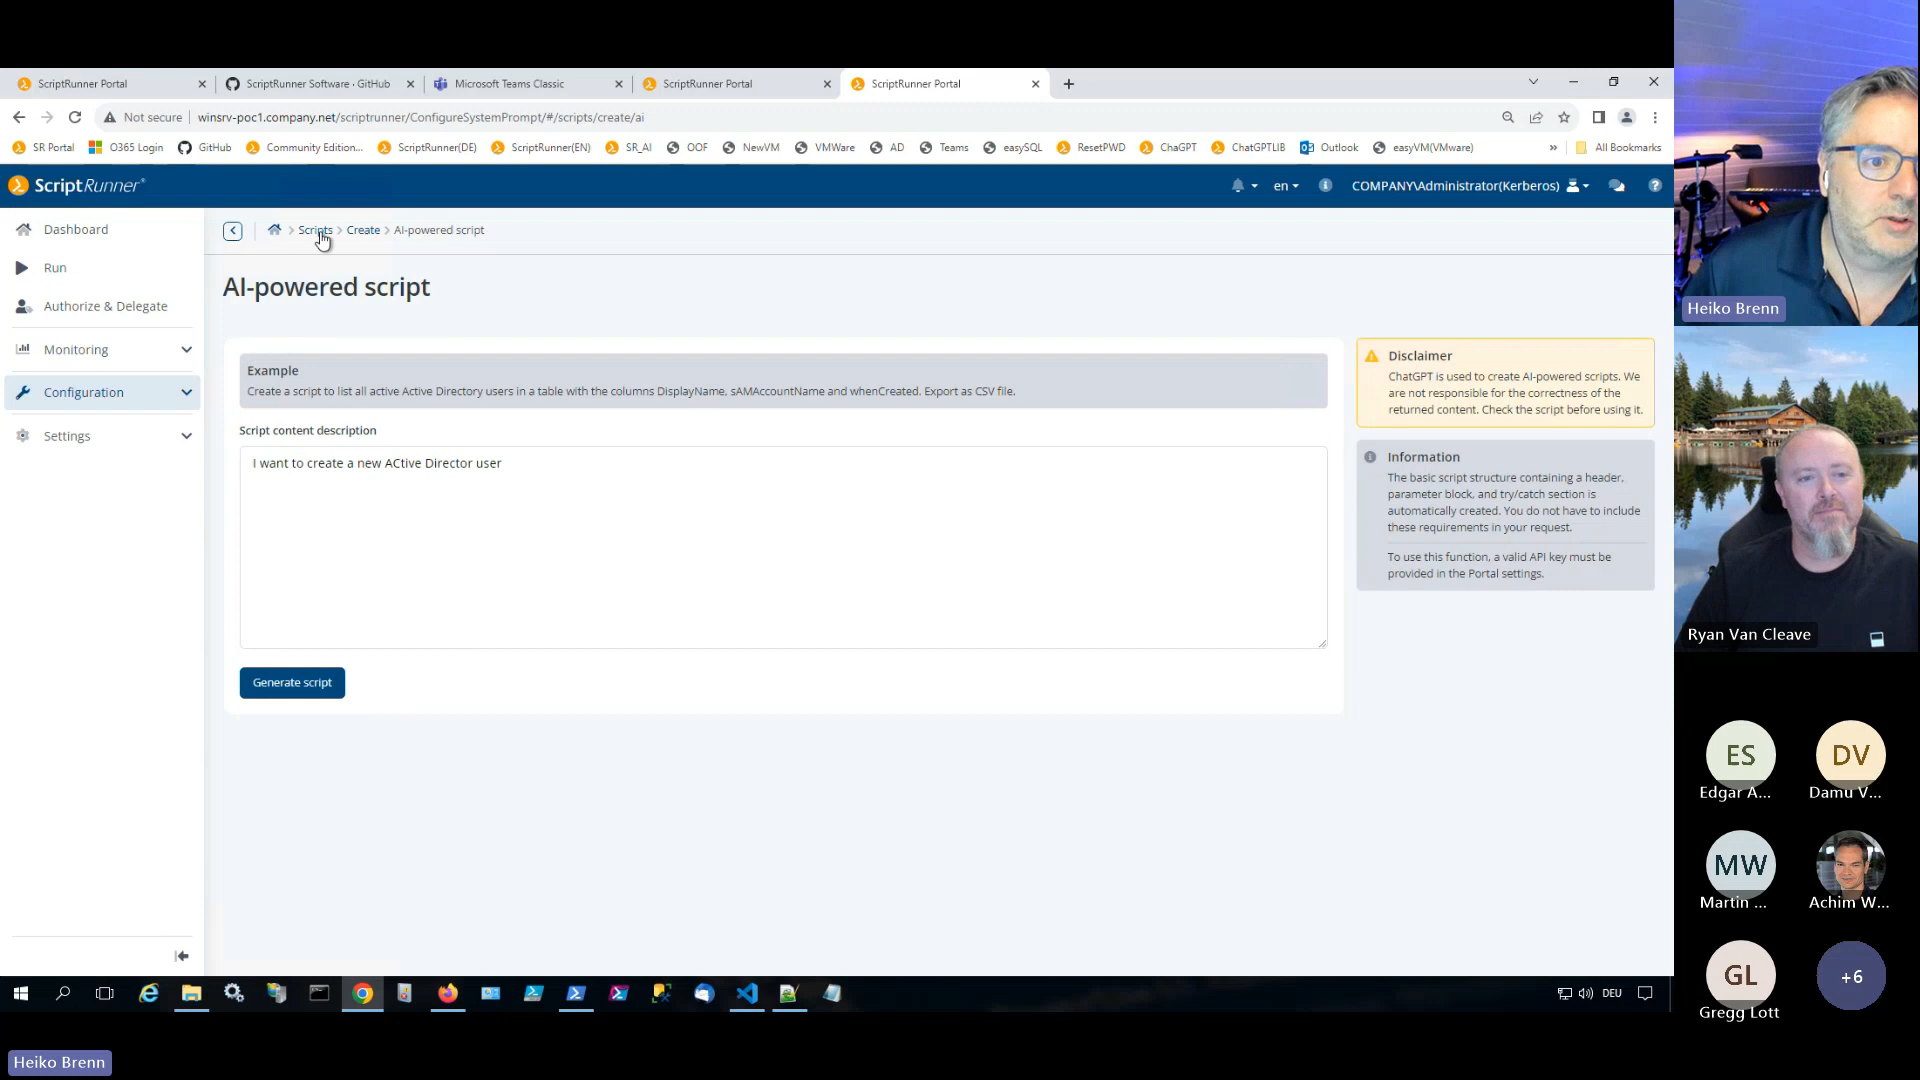 ScriptRunner Portal
ScriptRunner Software · GitHub
Microsoft Teams Classic
ScriptRunner Portal
ScriptRunner Portal
Not secure
winsrv-poc1.company.net/scriptrunner/ConfigureSystemPrompt/#/scripts/create/ai
SR Portal
O365 Login
GitHub
Community Edition...
ScriptRunner(DE)
ScriptRunner(EN)
SR_AI
OOF
NewVM
VMWare
AD
Teams
easySQL
ResetPWD
ChaGPT
ChatGPTLIB
Outlook
easyVM(VMware)
»
All Bookmarks
ScriptRunner®
en
COMPANY\Administrator(Kerberos)
Dashboard
Run
Authorize & Delegate
Monitoring
Configuration
Settings
Scripts > Create > AI-powered script
AI-powered script
Example
Create a script to list all active Active Directory users in a table with the columns DisplayName, sAMAccountName and whenCreated. Export as CSV file.
Script content description
I want to create a new ACtive Director user
Generate script
Disclaimer
ChatGPT is used to create AI-powered scripts. We
are not responsible for the correctness of the
returned content. Check the script before using it.
Information
The basic script structure containing a header,
parameter block, and try/catch section is
automatically created. You do not have to include
these requirements in your request.
To use this function, a valid API key must be
provided in the Portal settings.
DEU
Heiko Brenn
Ryan Van Cleave
ES
Edgar A...
DV
Damu V...
MW
Martin ...
Achim W...
GL
Gregg Lott
+6
Heiko Brenn